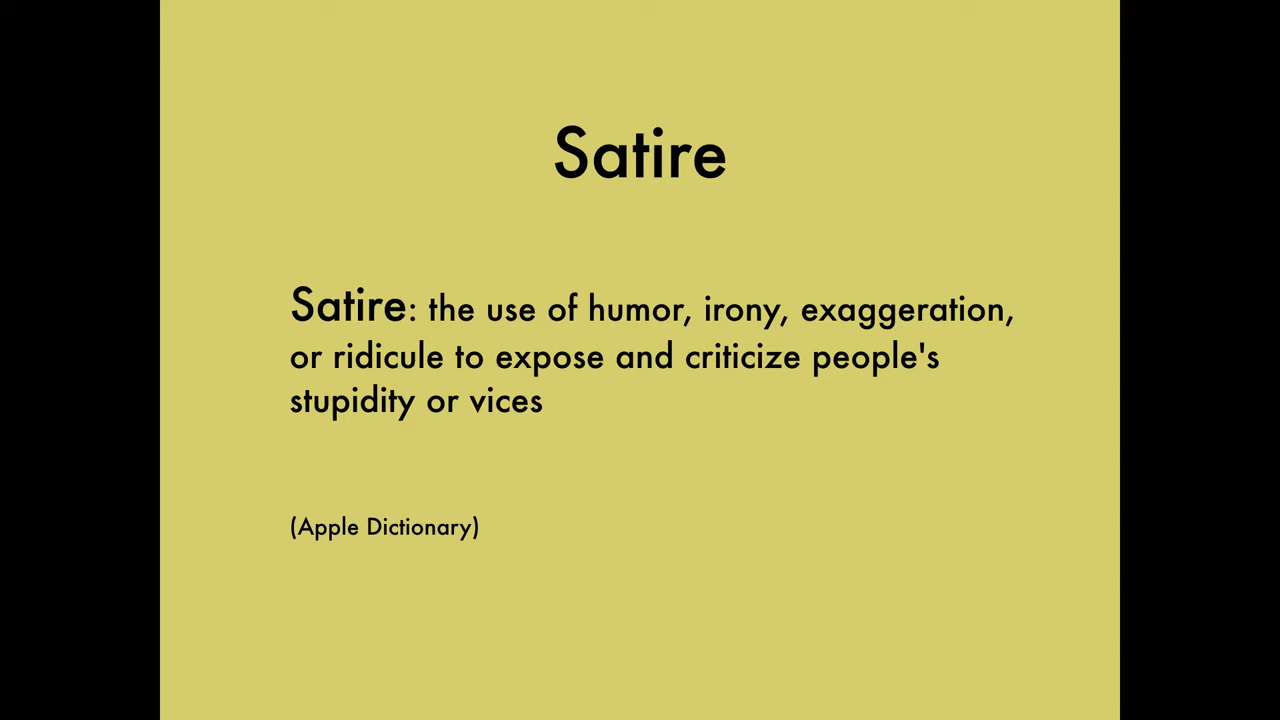 Satire
Satire: the use of humor, irony, exaggeration,
or ridicule to expose and criticize people's
stupidity or vices
(Apple Dictionary)